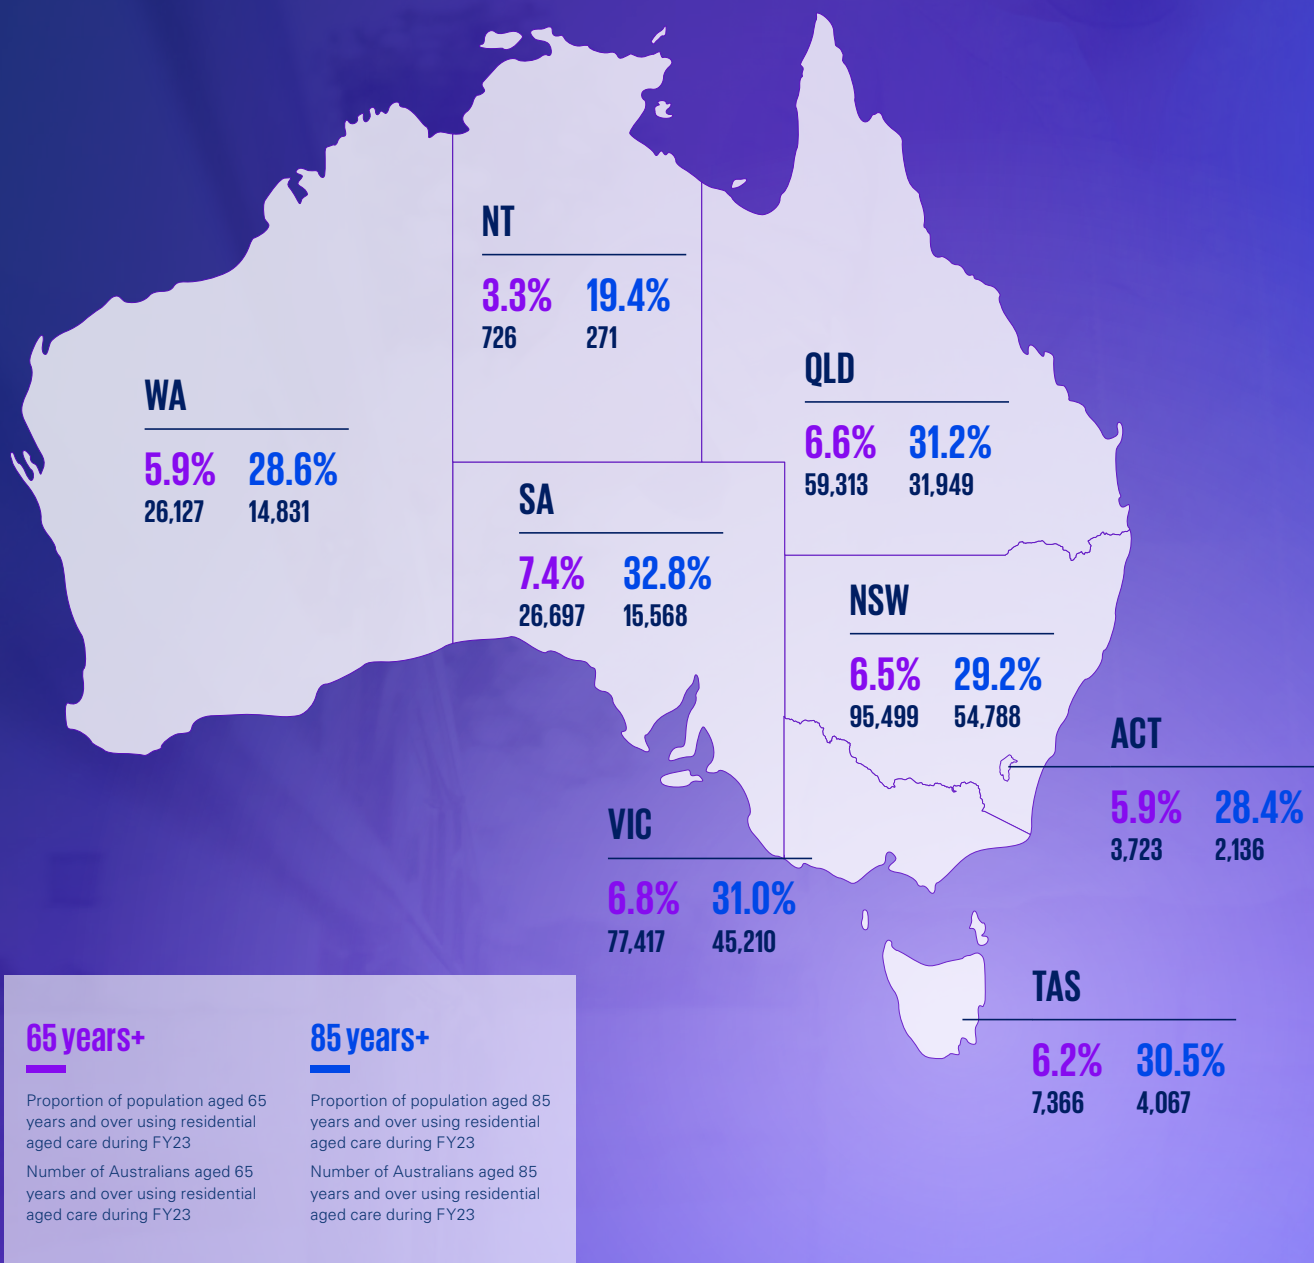 NT
3.3% 19.4%
726 271
QLD
6.6% 31.2%
59,313 31,949
WA
5.9% 28.6%
26,127 14,831
SA
7.4% 32.8%
26,697 15,568
NSW
6.5% 29.2%
95,499 54,788
ACT
5.9% 28.4%
3,723 2,136
VIC
6.8% 31.0%
77,417 45,210
TAS
6.2% 30.5%
7,366 4,067
65 years+
Proportion of population aged 65
years and over using residential
aged care during FY23
Number of Australians aged 65
years and over using residential
aged care during FY23
85 years+
Proportion of population aged 85
years and over using residential
aged care during FY23
Number of Australians aged 85
years and over using residential
aged care during FY23